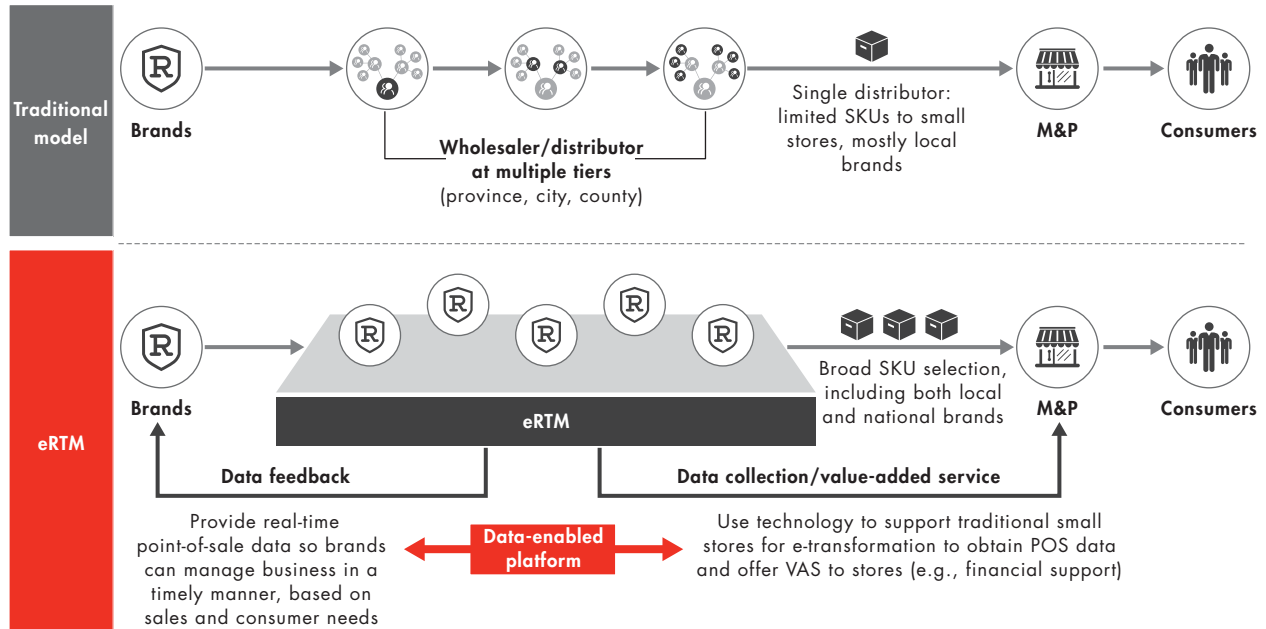 Traditional
model
R
Brands
Wholesaler/distributor
at multiple tiers
(province, city, county)
Single distributor:
limited SKUs to small
stores, mostly local
brands
M&P
Consumers
eRTM
R
Brands
R
R
R
R
R
eRTM
Broad SKU selection,
including both local
and national brands
M&P
Consumers
Data feedback
Data collection/value-added service
Provide real-time
point-of-sale data so brands
can manage business in a
timely manner, based on
sales and consumer needs
Data-enabled
platform
Use technology to support traditional small
stores for e-transformation to obtain POS data
and offer VAS to stores (e.g., financial support)